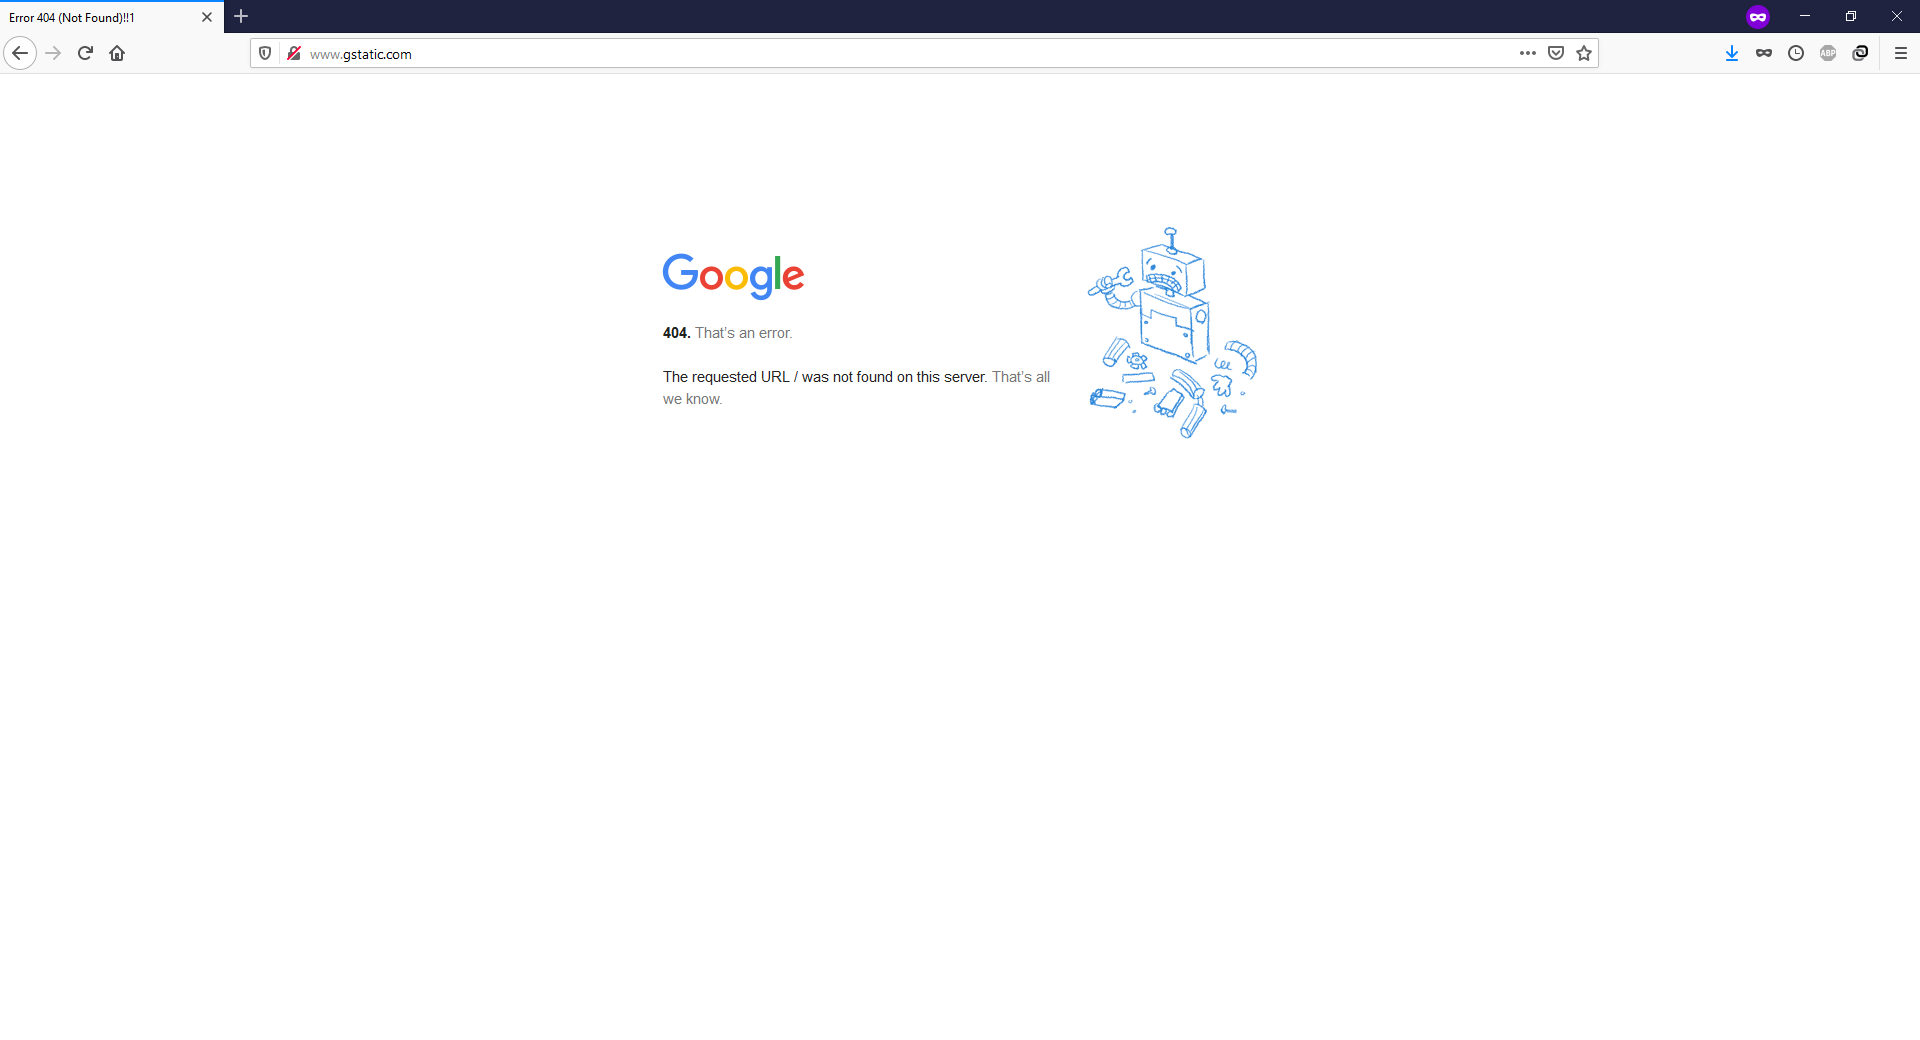 Error 404 (Not Found)!!1
www.gstatic.com
ABP
Google
404. That’s an error.
The requested URL / was not found on this server. That’s all
we know.